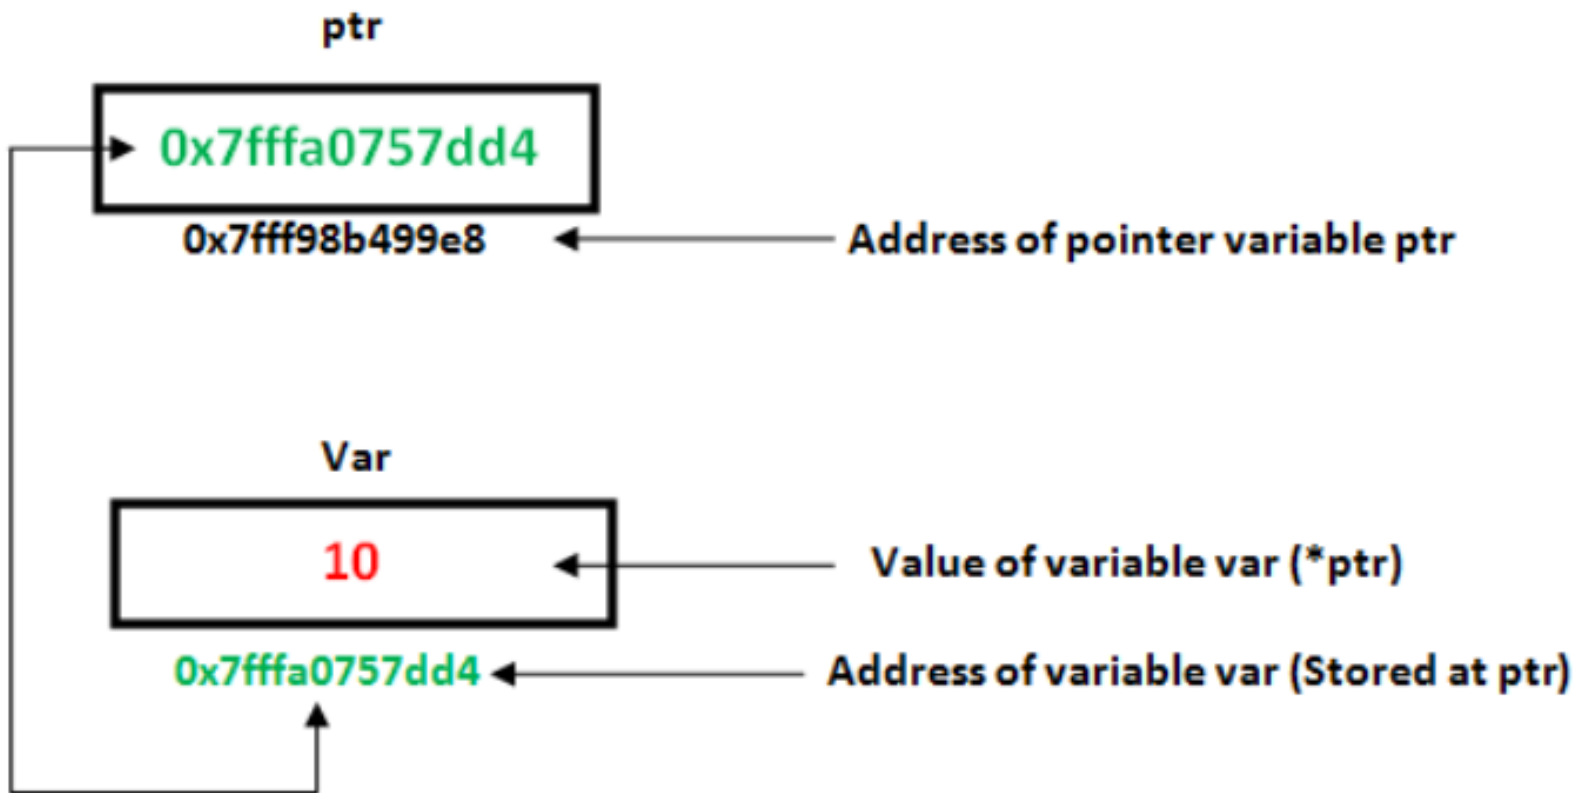 ptr
0x7fffa0757dd4
0x7fff98b499e8
Address of pointer variable ptr
Var
10
Value of variable var (*ptr)
0x7fffa0757dd4
Address of variable var (Stored at ptr)